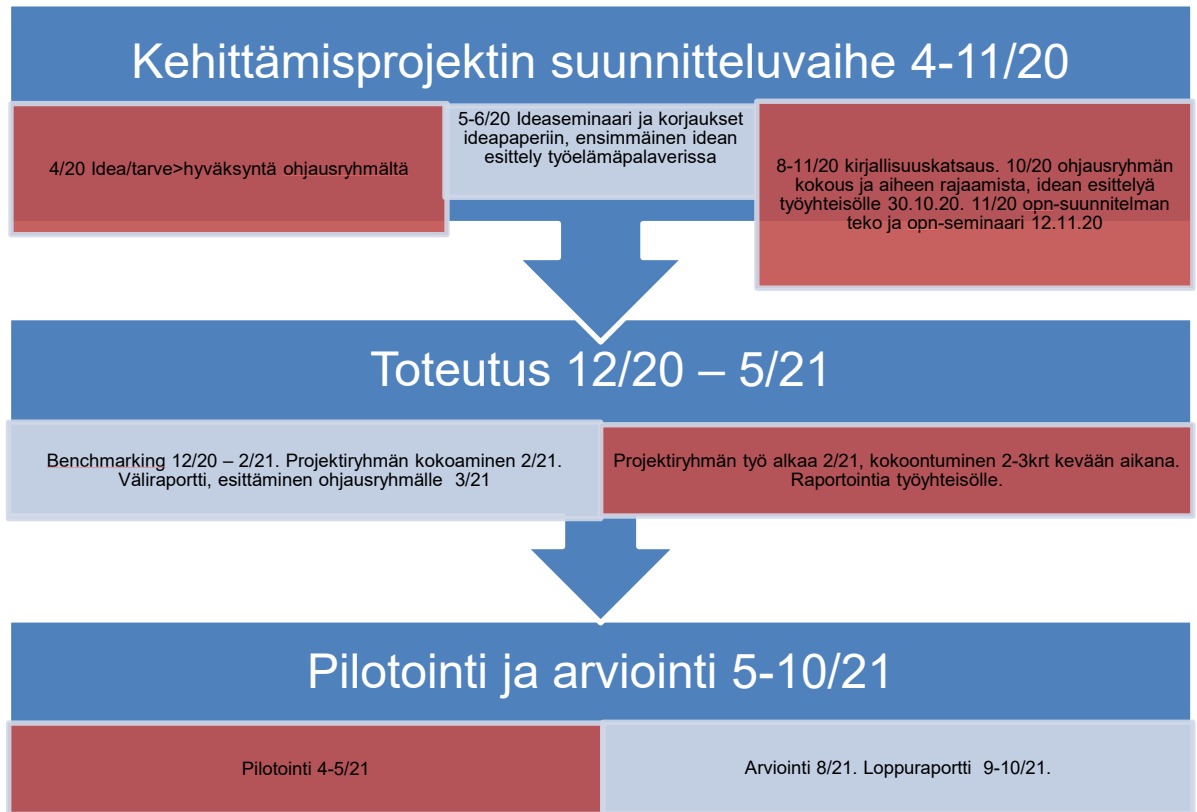 Kehittämisprojektin suunnitteluvaihe 4-11/20
4/20 Idea/tarve>hyväksyntä ohjausryhmältä
5-6/20 Ideaseminaari ja korjaukset
ideapaperiin, ensimmäinen idean
esittely työelämäpalaverissa
8-11/20 kirjallisuuskatsaus. 10/20 ohjausryhmän
kokous ja aiheen rajaamista, idean esittelyä
työyhteisölle 30.10.20. 11/20 opn-suunnitelman
teko ja opn-seminaari 12.11.20
Toteutus 12/20 – 5/21
Benchmarking 12/20 – 2/21. Projektiryhmän kokoaminen 2/21.
Väliraportti, esittäminen ohjausryhmälle 3/21
Projektiryhmän työ alkaa 2/21, kokoontuminen 2-3krt kevään aikana.
Raportointia työyhteisölle.
Pilotointi ja arviointi 5-10/21
Pilotointi 4-5/21
Arviointi 8/21. Loppuraportti 9-10/21.